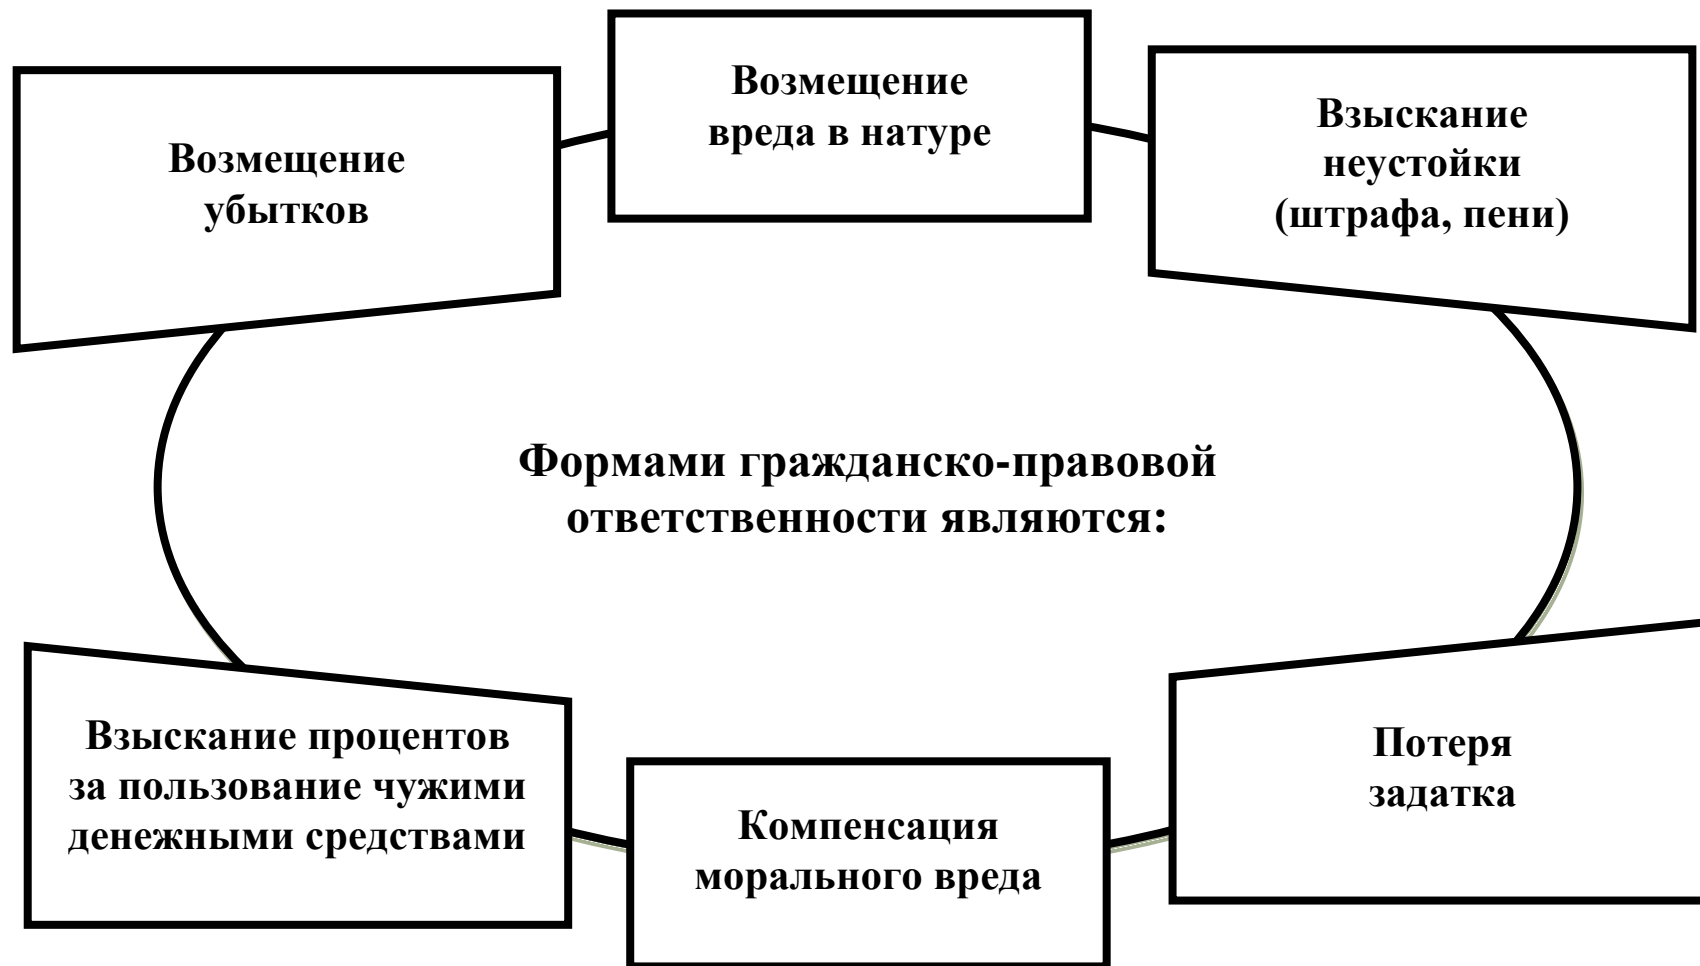 Возмещение
убытков
Возмещение
вреда в натуре
Взыскание
неустойки
(штрафа, пени)
Формами гражданско-правовой
ответственности являются:
Взыскание процентов
за пользование чужими
денежными средствами
Компенсация
морального вреда
Потеря
задатка